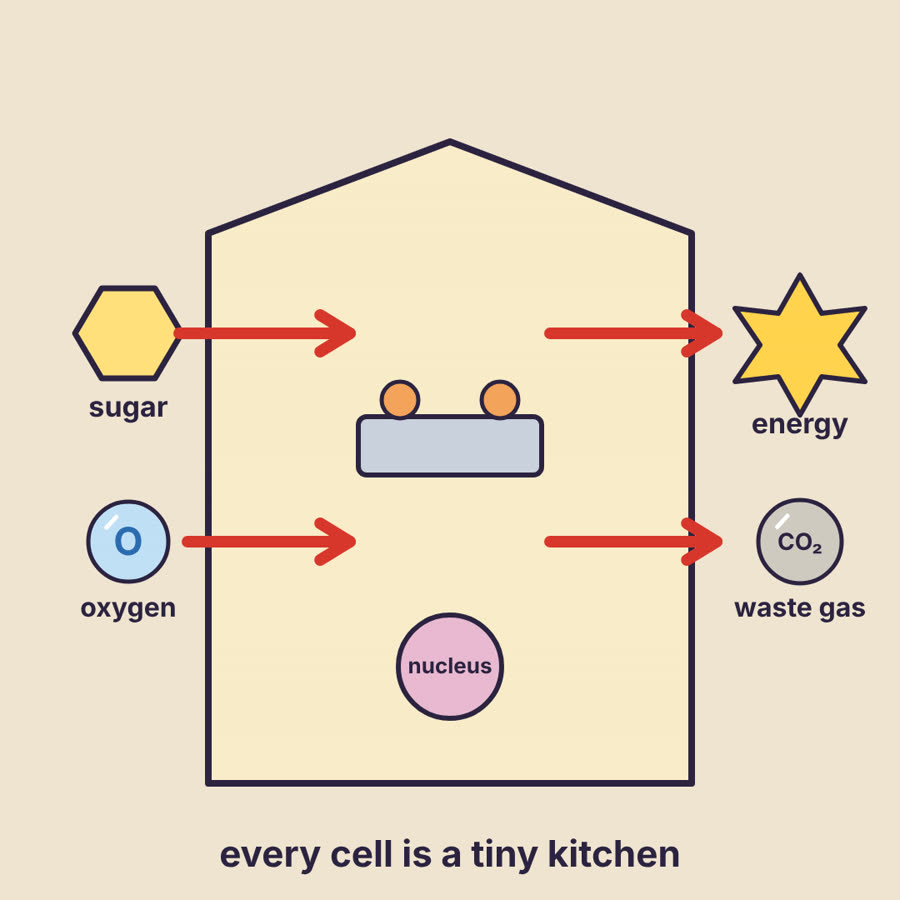 sugar
energy
O
CO₂
oxygen
waste gas
nucleus
every cell is a tiny kitchen